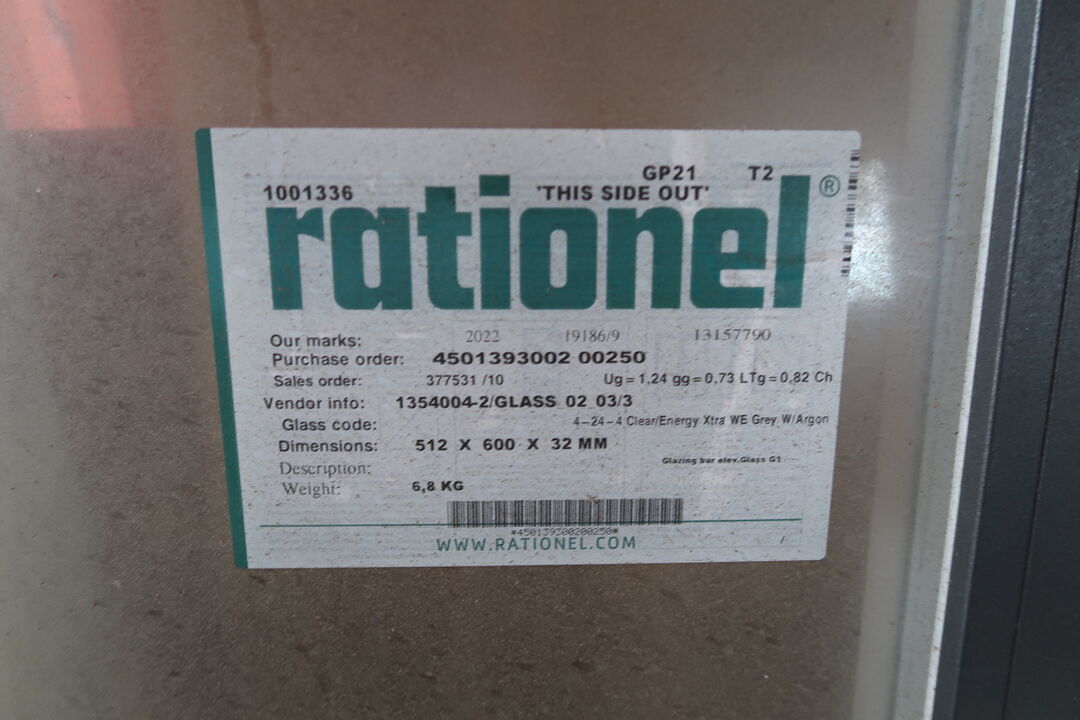 GP21 T2
1001336 'THIS SIDE OUT'
rationel®
Our marks: 2022 19186/9 13157790
Purchase order: 4501393002 00250
Sales order: 377531 /10 Ug=1,24 gg=0,73 LTg=0,82 Ch
Vendor info: 1354004-2/GLASS_02_03/3
Glass code: 4-24-4 Clear/Energy Xtra WE Grey W/Argon
Dimensions: 512 X 600 X 32 MM
Glazing bar elev.Glass G1
Description:
Weight: 6,8 KG
*450139300200250*
WWW.RATIONEL.COM